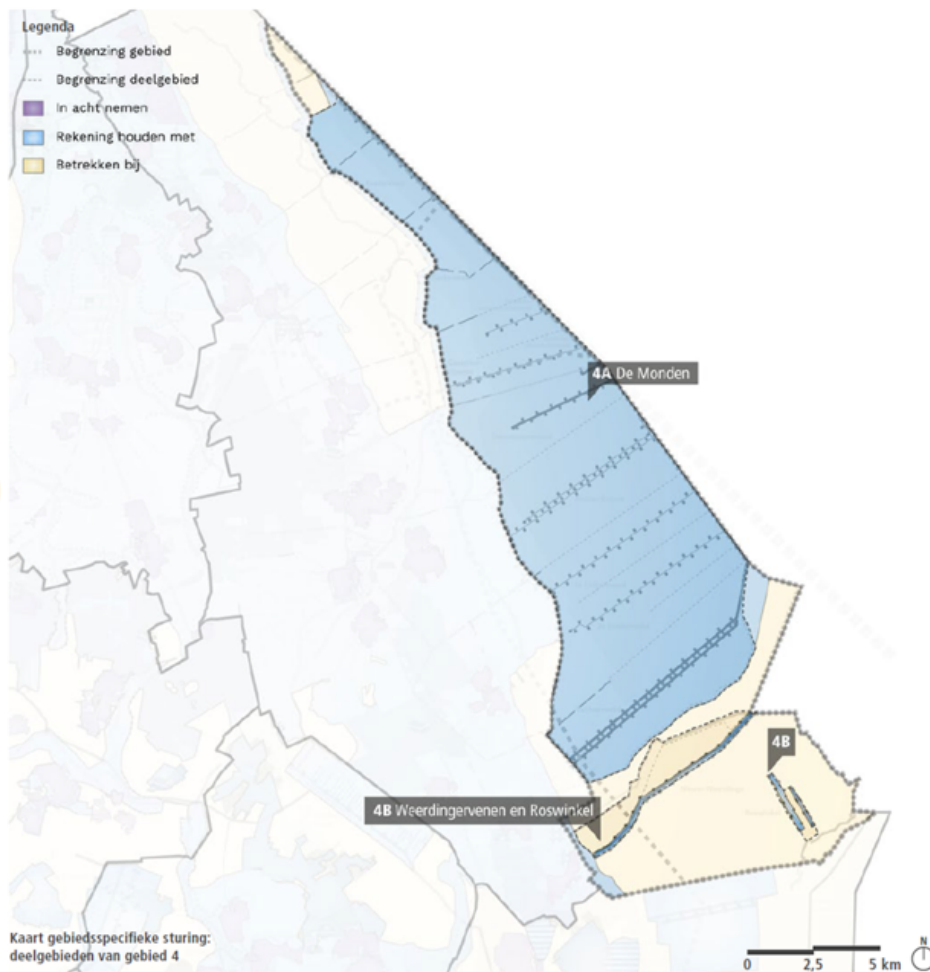 Legenda
Begrenzing gebied
Begrenzing deelgebied
In acht nemen
Rekening houden met
Betrekken bij
4A De Monden
4B
4B Weerdingervenen en Roswinkel
Kaart gebiedsspecifieke sturing:
deelgebieden van gebied 4
0 2,5 5 km
N